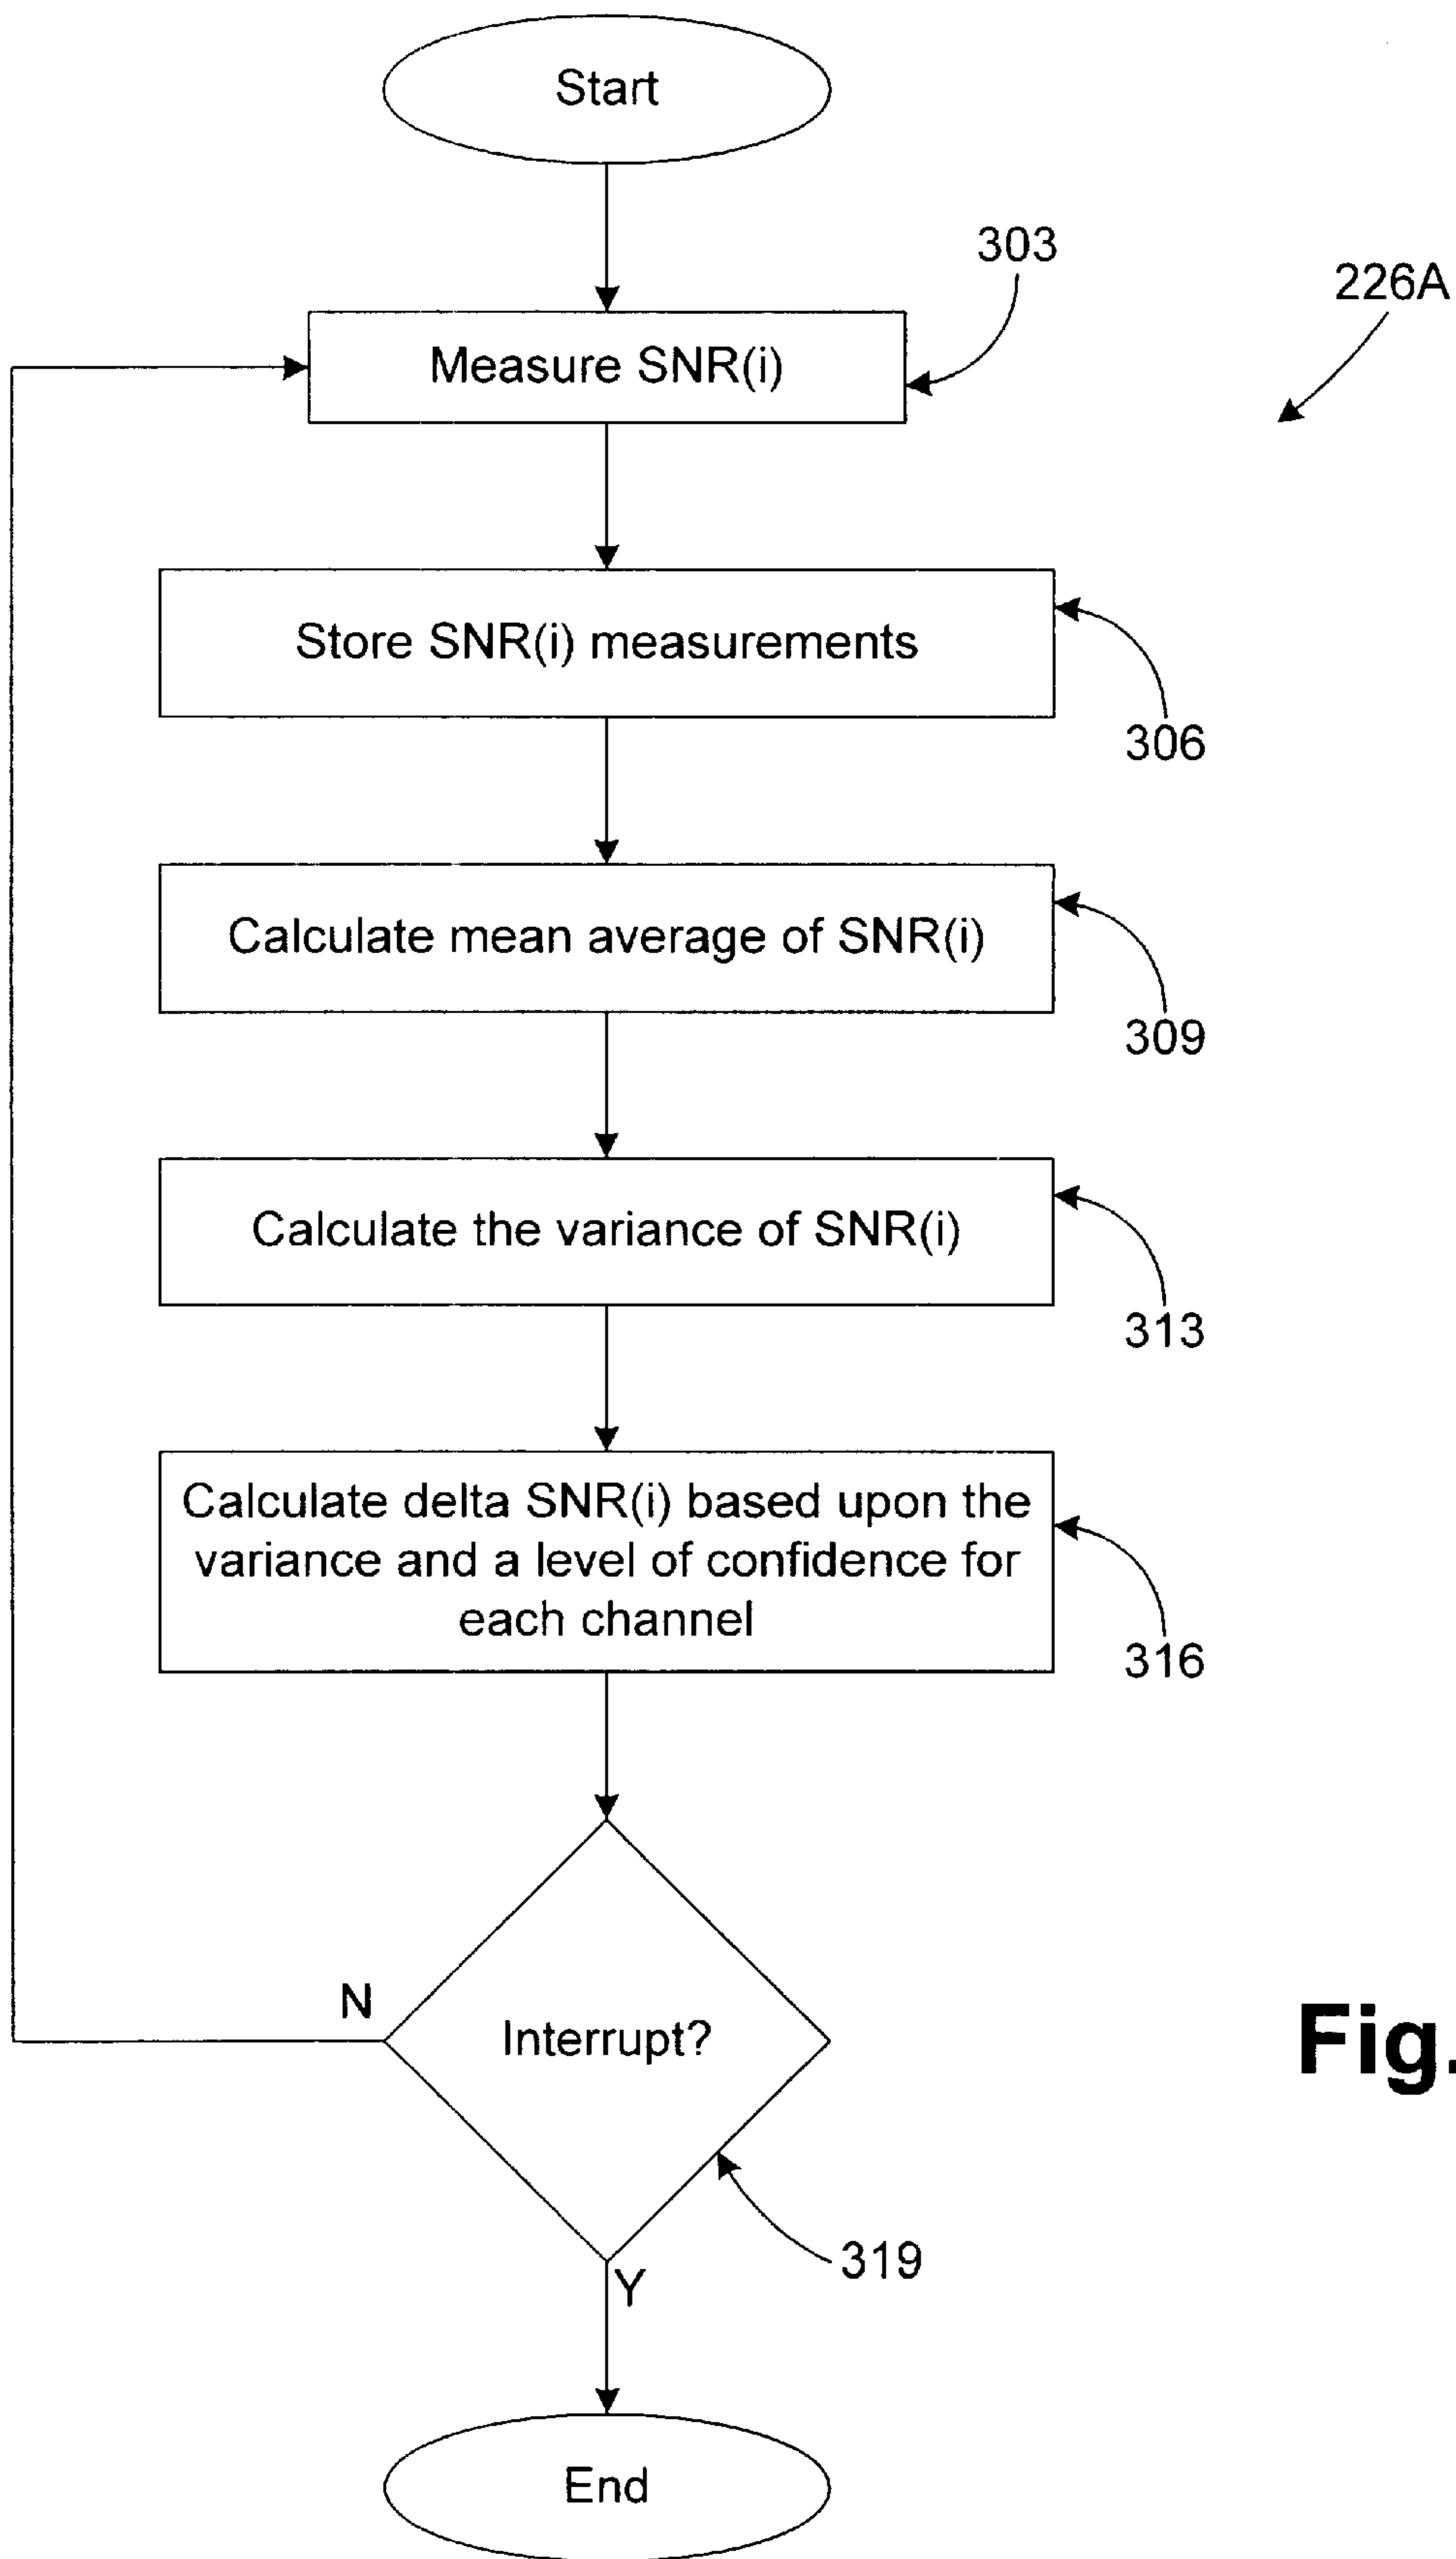 Start
303
226A
Measure SNR(i)
Store SNR(i) measurements
306
Calculate mean average of SNR(i)
309
Calculate the variance of SNR(i)
313
Calculate delta SNR(i) based upon the
variance and a level of confidence for
each channel
316
N
Interrupt?
Fig.
319
Y
End